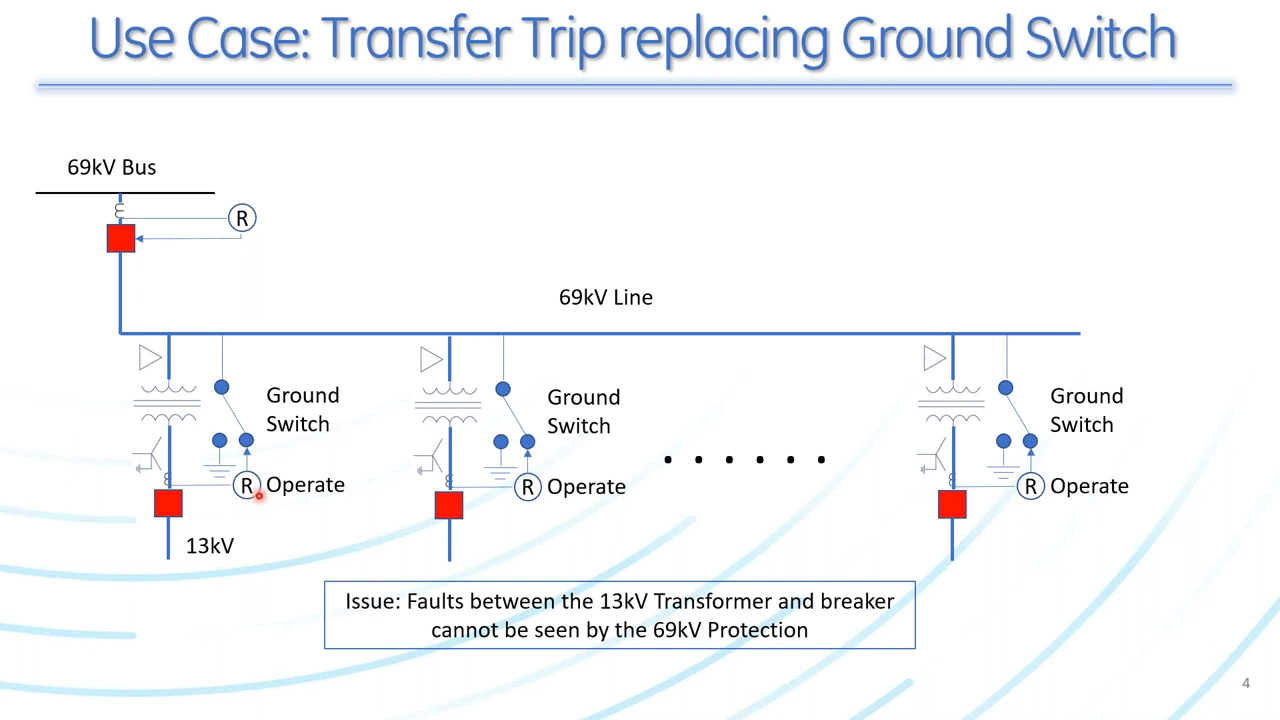 Use Case: Transfer Trip replacing Ground Switch
69kV Bus
R
69kV Line
Ground
Switch
R Operate
13kV
Ground
Switch
R Operate
Ground
Switch
R Operate
Issue: Faults between the 13kV Transformer and breaker
cannot be seen by the 69kV Protection
4